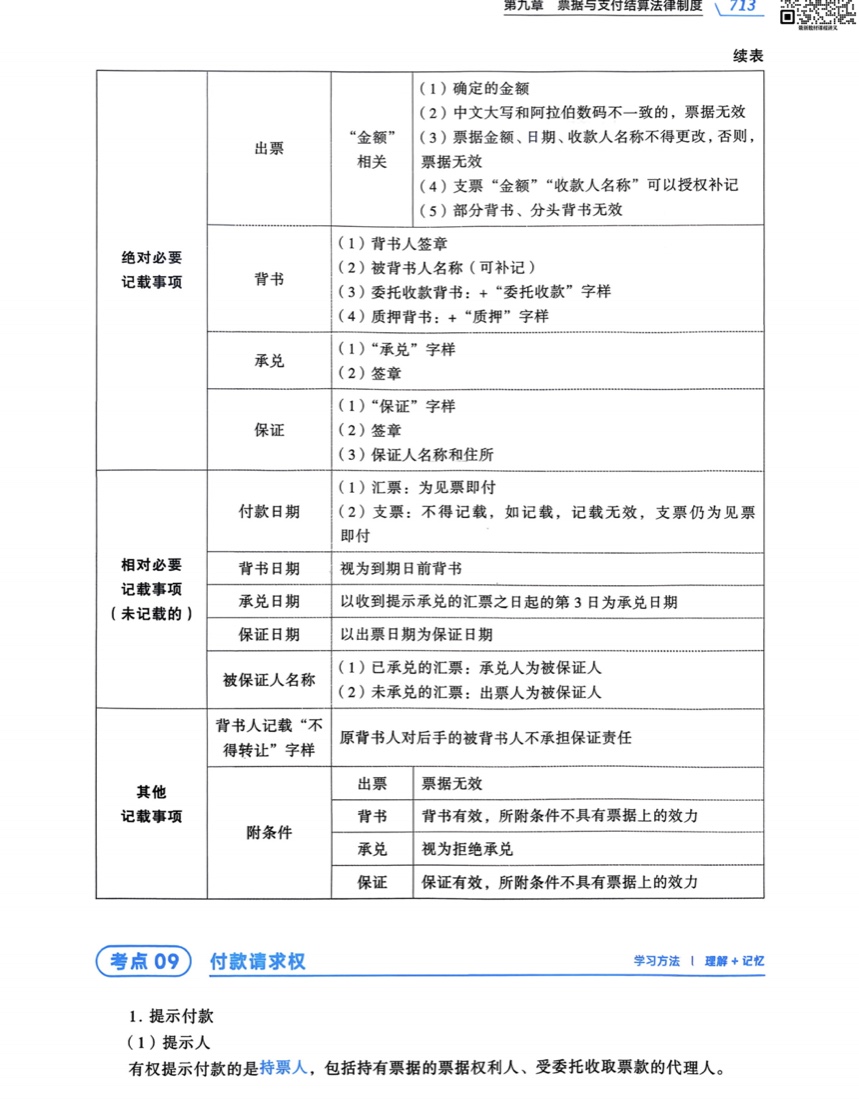 第九章 票据与支付结算法律制度 713
续表
绝对必要
记载事项
出票
“金额”
相关
(1)确定的金额
(2)中文大写和阿拉伯数码不一致的,票据无效
(3)票据金额、日期、收款人名称不得更改,否则,
票据无效
(4)支票“金额”“收款人名称”可以授权补记
(5)部分背书、分头背书无效
背书
(1)背书人签章
(2)被背书人名称(可补记)
(3)委托收款背书:+“委托收款”字样
(4)质押背书:+“质押”字样
承兑
(1)“承兑”字样
(2)签章
保证
(1)“保证”字样
(2)签章
(3)保证人名称和住所
相对必要
记载事项
(未记载的)
付款日期
(1)汇票:为见票即付
(2)支票:不得记载,如记载,记载无效,支票仍为见票
即付
背书日期 视为到期日前背书
承兑日期 以收到提示承兑的汇票之日起的第3日为承兑日期
保证日期 以出票日期为保证日期
被保证人名称
(1)已承兑的汇票:承兑人为被保证人
(2)未承兑的汇票:出票人为被保证人
其他
记载事项
背书人记载“不
得转让”字样
原背书人对后手的被背书人不承担保证责任
附条件
出票 票据无效
背书 背书有效,所附条件不具有票据上的效力
承兑 视为拒绝承兑
保证 保证有效,所附条件不具有票据上的效力
考点 09 付款请求权 学习方法 | 理解+记忆
1. 提示付款
(1)提示人
有权提示付款的是持票人,包括持有票据的票据权利人、受委托收取票款的代理人。